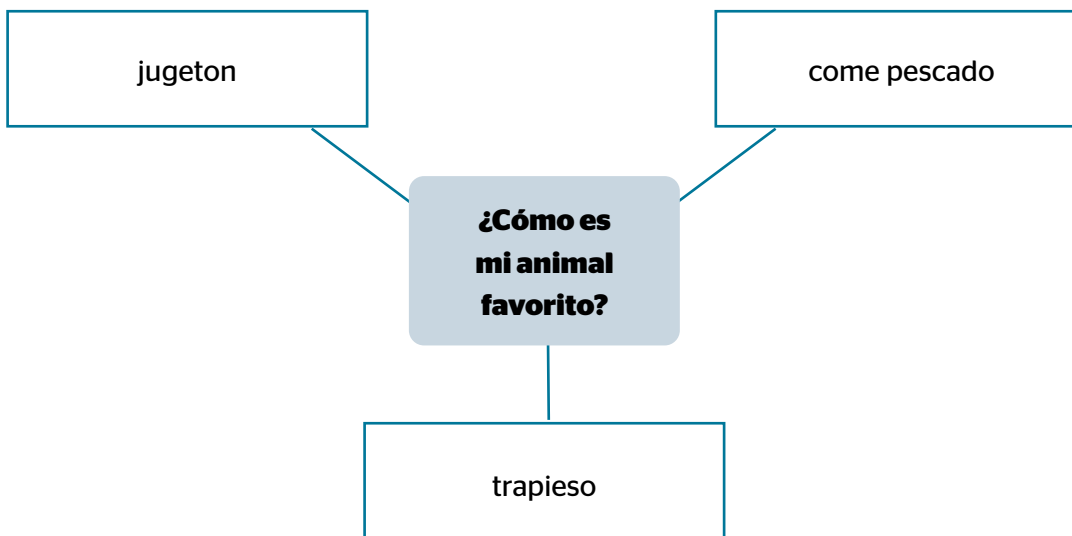 jugeton
come pescado
¿Cómo es
mi animal
favorito?
trapieso